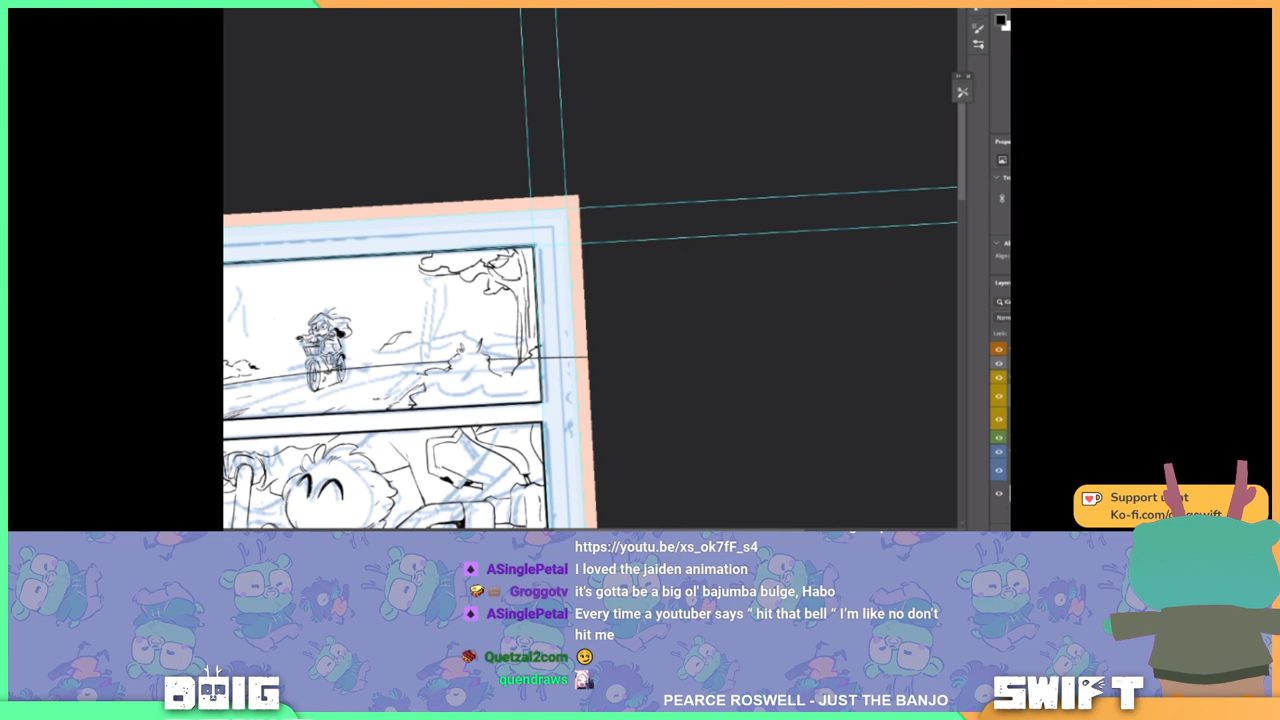 Support
Ko-fi.com/
https://youtu.be/xs_ok7fF_s4
ASinglePetal I loved the jaiden animation
Groggotv it's gotta be a big ol' bajumba bulge, Habo
ASinglePetal Every time a youtuber says “ hit that bell “ I'm like no don't
hit me
Quetzal2com
quendraws
DOIG
SWIFT
PEARCE ROSWELL - JUST THE BANJO